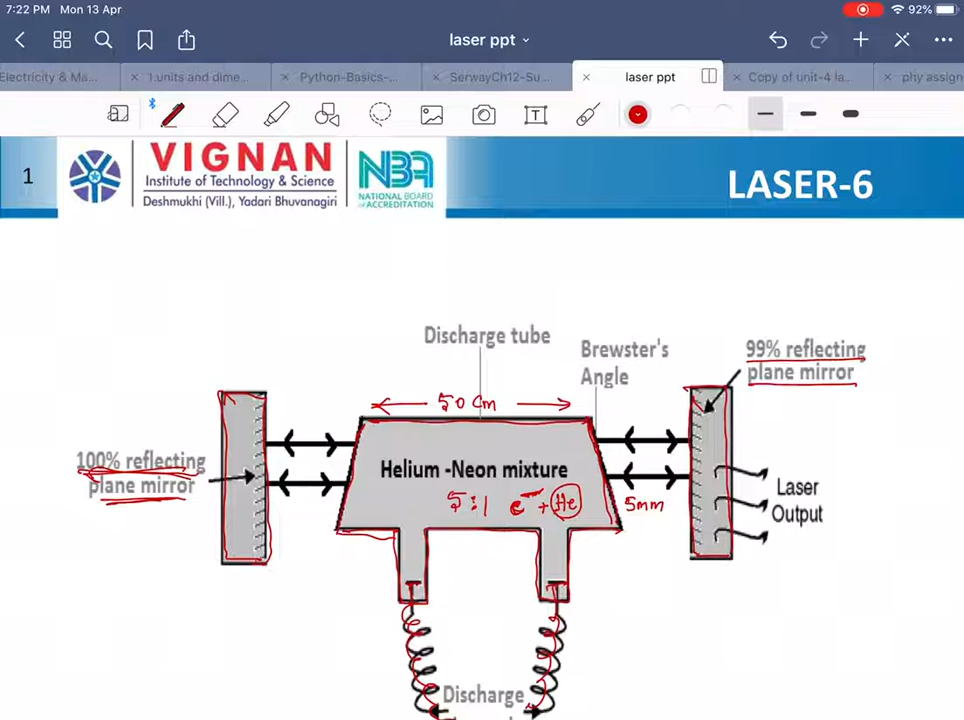 7:22 PM Mon 13 Apr
92%
laser ppt
Electricity & Ma...
1.units and dime...
Python-Basics-...
SerwayCh12-Su...
laser ppt
Copy of unit-4 la...
phy assign
T
1
VIGNAN
Institute of Technology & Science
Deshmukhi (Vill.), Yadari Bhuvanagiri
NBA
NATIONAL BOARD
of ACCREDITATION
LASER-6
Discharge tube
Brewster's
Angle
99% reflecting
plane mirror
50 cm
100% reflecting
plane mirror
Helium -Neon mixture
5:1 e⁻ + He
5mm
Laser
Output
Discharge